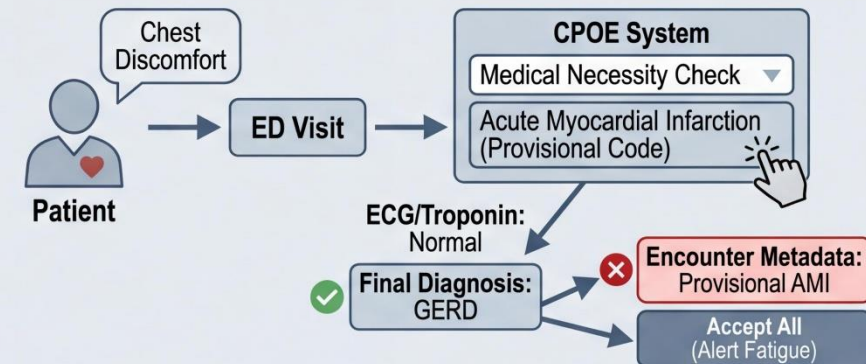 Chest
Discomfort
CPOE System
Medical Necessity Check
ED Visit
Acute Myocardial Infarction
(Provisional Code)
Patient
ECG/Troponin:
Normal
Final Diagnosis:
GERD
Encounter Metadata:
Provisional AMI
Accept All
(Alert Fatigue)